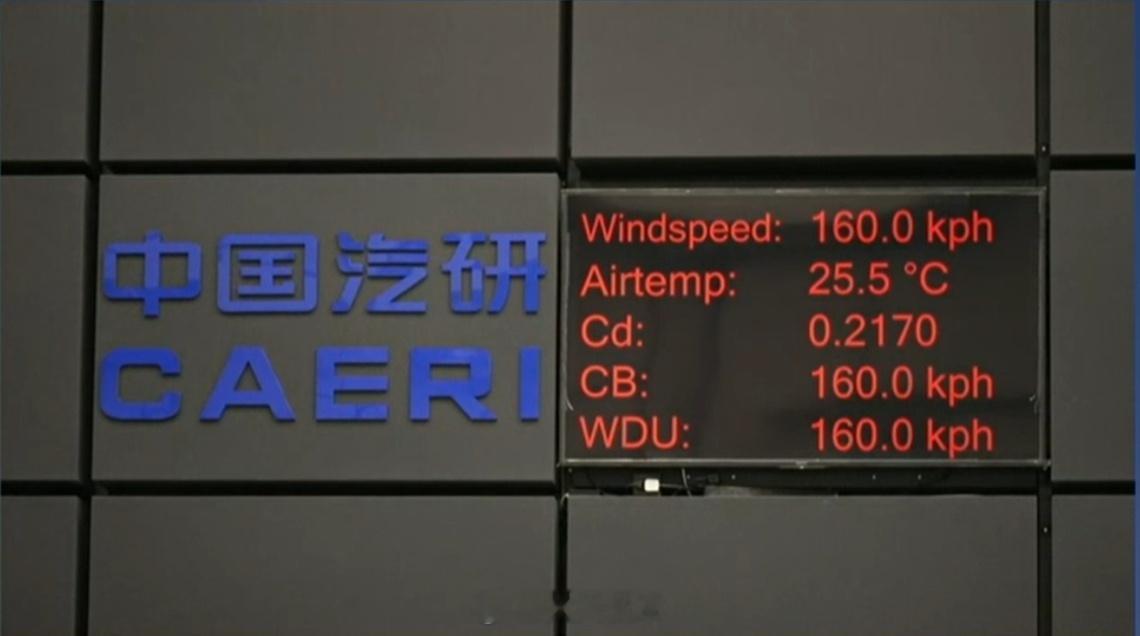 中国汽研
CAERI
Windspeed: 160.0 kph
Airtemp: 25.5 °C
Cd: 0.2170
CB: 160.0 kph
WDU: 160.0 kph